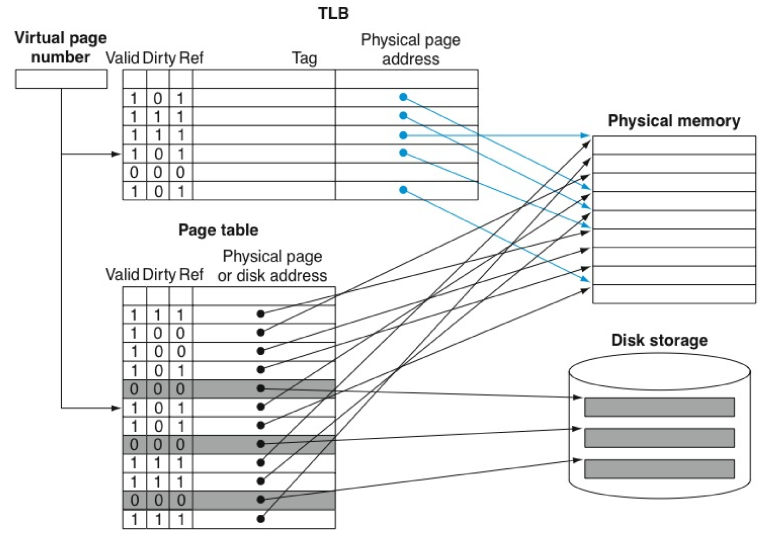 TLB
Virtual page
number
Valid Dirty Ref
Tag
Physical page
address
1 0 1
1 1 1
1 1 1
1 0 1
0 0 0
1 0 1
Physical memory
Page table
Valid Dirty Ref
Physical page
or disk address
1 1 1
1 0 0
1 0 0
1 0 1
0 0 0
1 0 1
1 0 1
0 0 0
1 1 1
1 1 1
0 0 0
1 1 1
Disk storage